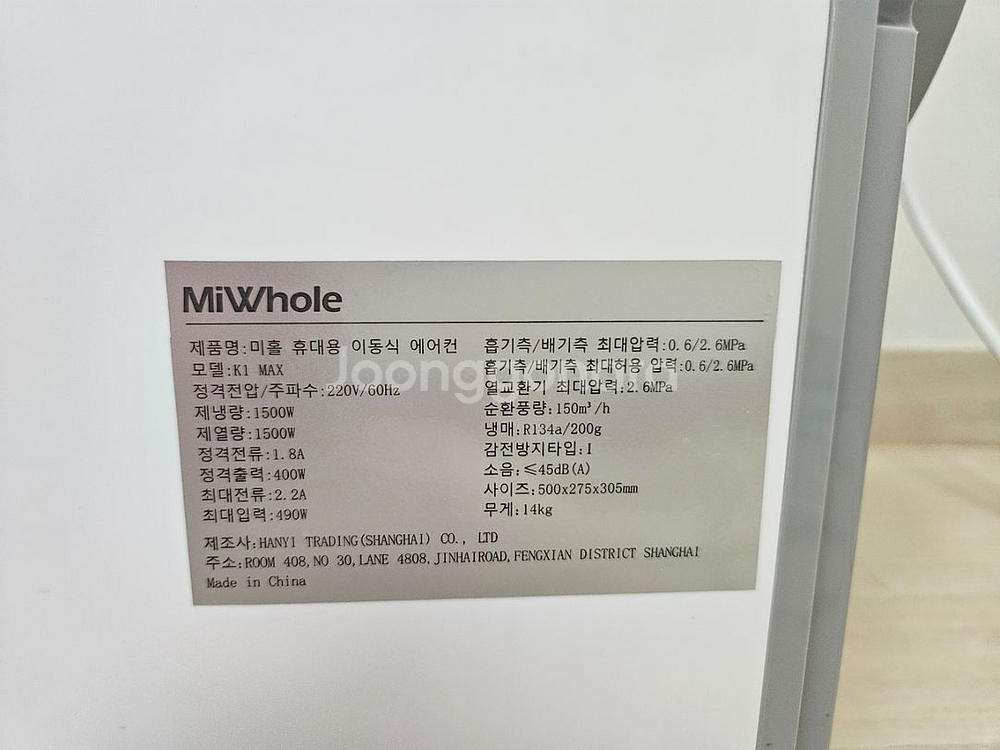 MiWhole
제품명:미홀 휴대용 이동식 에어컨
모델:K1 MAX
정격전압/주파수:220V/60Hz
제냉량:1500W
제열량:1500W
정격전류:1.8A
정격출력:400W
최대전류:2.2A
최대입력:490W
흡기측/배기측 최대압력:0.6/2.6MPa
흡기측/배기측 최대허용 압력:0.6/2.6MPa
열교환기 최대압력:2.6MPa
순환풍량:150m³/h
냉매:R134a/200g
감전방지타입:I
소음:≤45dB(A)
사이즈:500x275x305mm
무게:14kg
제조사:HANYI TRADING(SHANGHAI) CO., LTD
주소:ROOM 408,NO 30,LANE 4808,JINHAIROAD,FENGXIAN DISTRICT SHANGHAI
Made in China